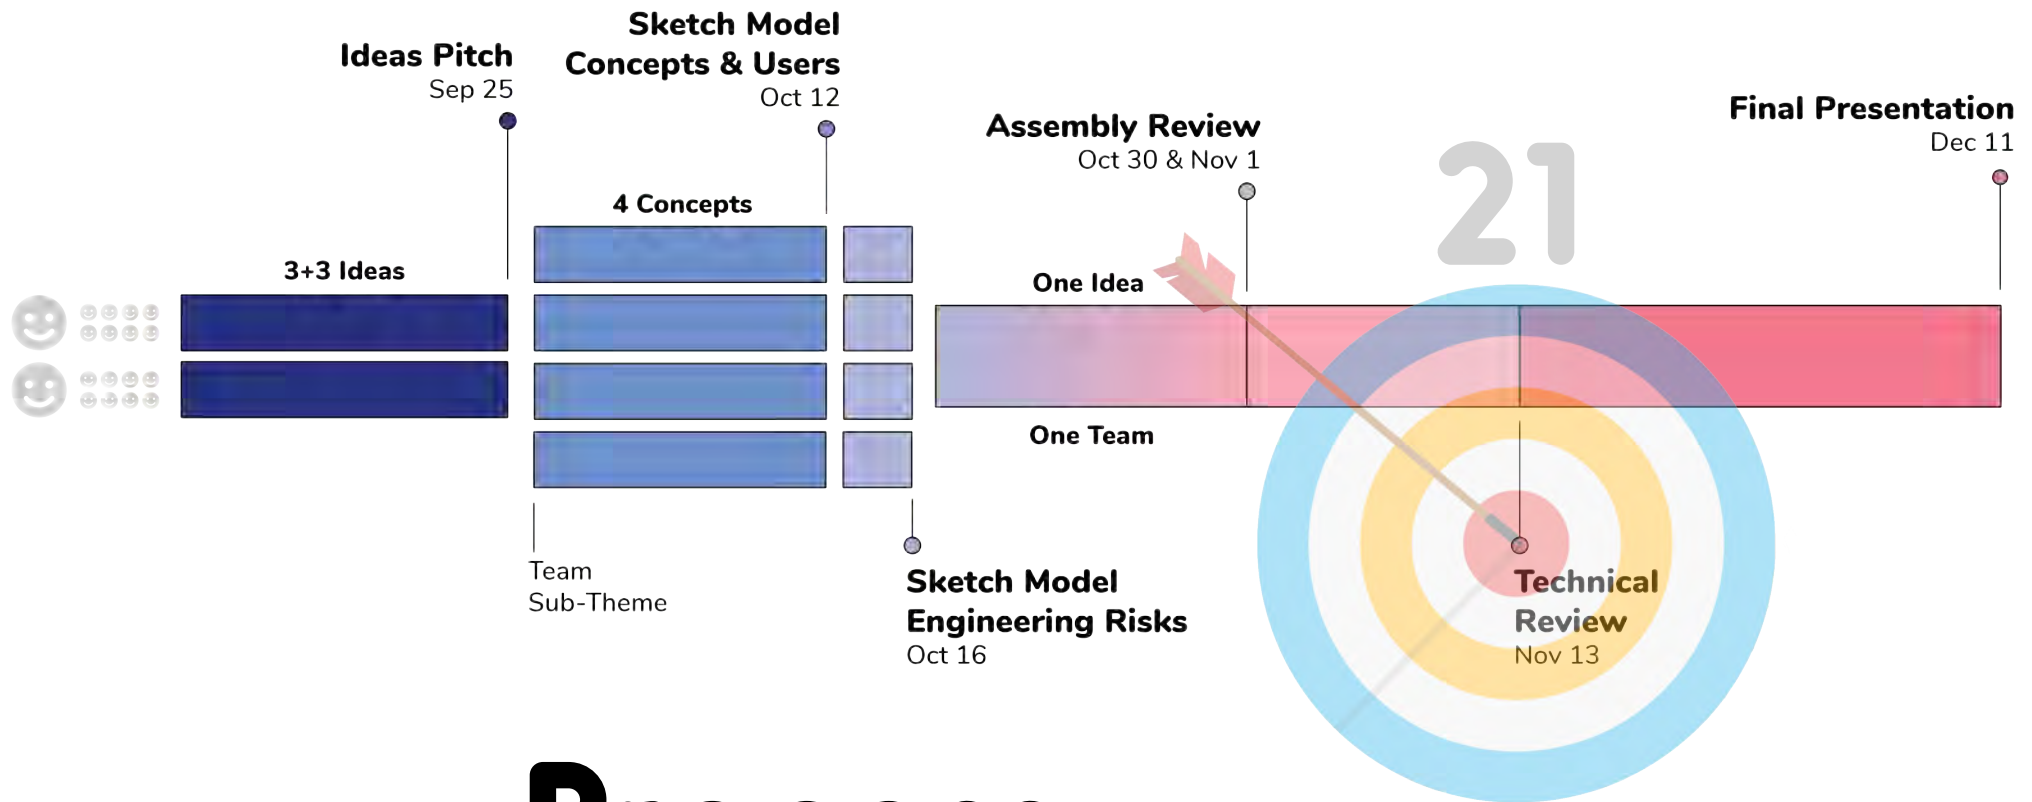 Sketch Model
Concepts & Users
Oct 12
Ideas Pitch
Sep 25
Assembly Review
Oct 30 & Nov 1
Final Presentation
Dec 11
21
4 Concepts
3+3 Ideas
One Idea
One Team
Team
Sub-Theme
Sketch Model
Engineering Risks
Oct 16
Technical
Review
Nov 13